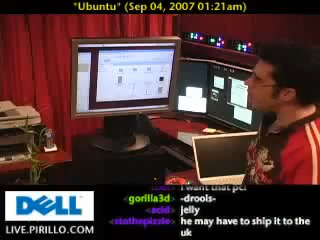 "Ubuntu" (Sep 04, 2007 01:21am)
i want that pc!
<gorilla3d> -drools-
<acid> jelly
<stothepizzle> he may have to ship it to the
uk
DELL
LIVE.PIRILLO.COM